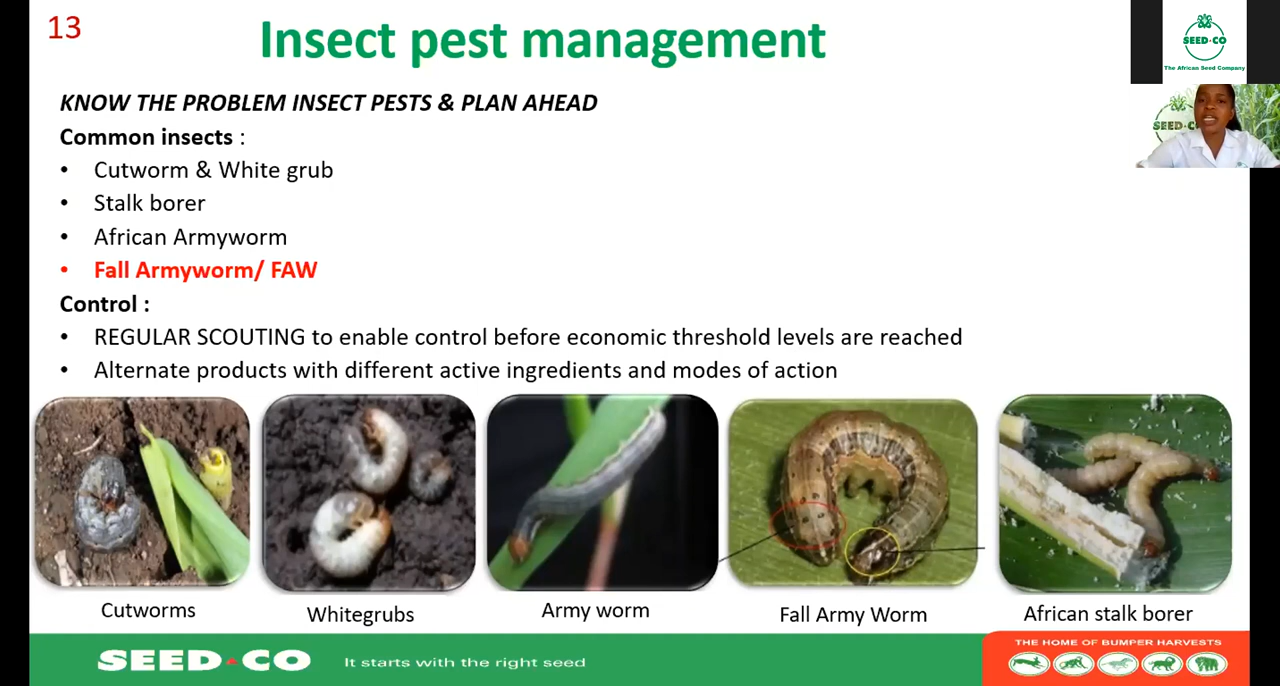 13
Insect pest management
SEED CO
The African Seed Company
KNOW THE PROBLEM INSECT PESTS & PLAN AHEAD
Common insects :
• Cutworm & White grub
• Stalk borer
• African Armyworm
• Fall Armyworm/ FAW
Control :
• REGULAR SCOUTING to enable control before economic threshold levels are reached
• Alternate products with different active ingredients and modes of action
Cutworms
Whitegrubs
Army worm
Fall Army Worm
African stalk borer
SEED CO
It starts with the right seed
THE HOME OF BUMPER HARVESTS